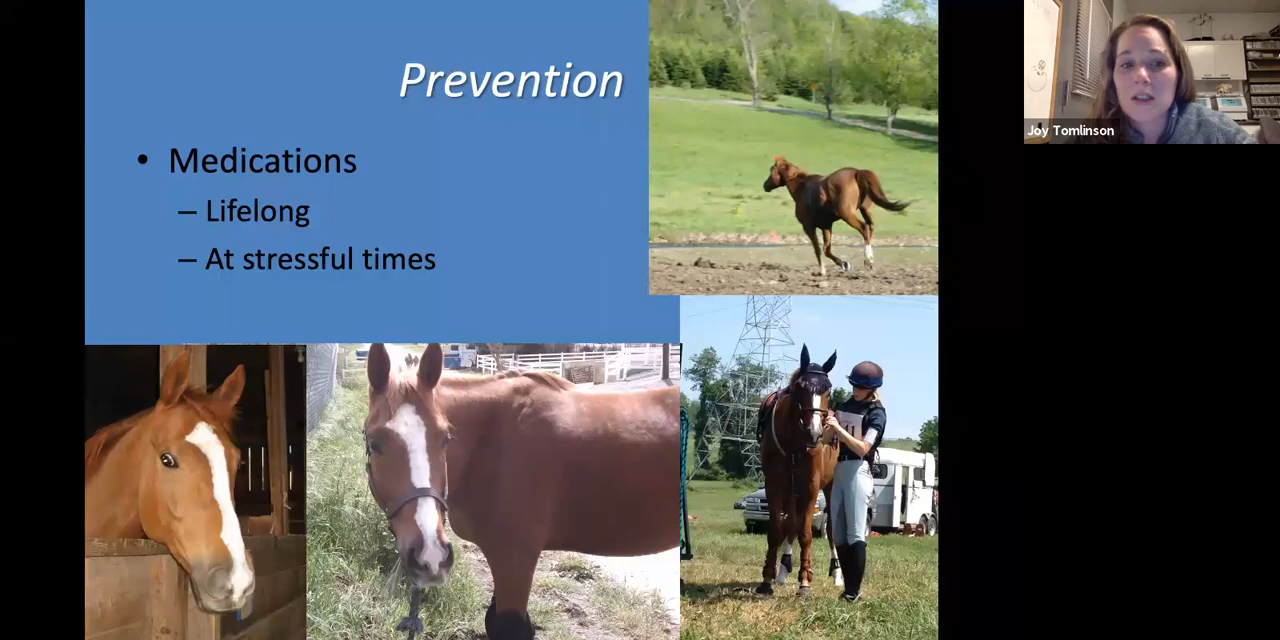 Prevention
• Medications
– Lifelong
– At stressful times
Joy Tomlinson